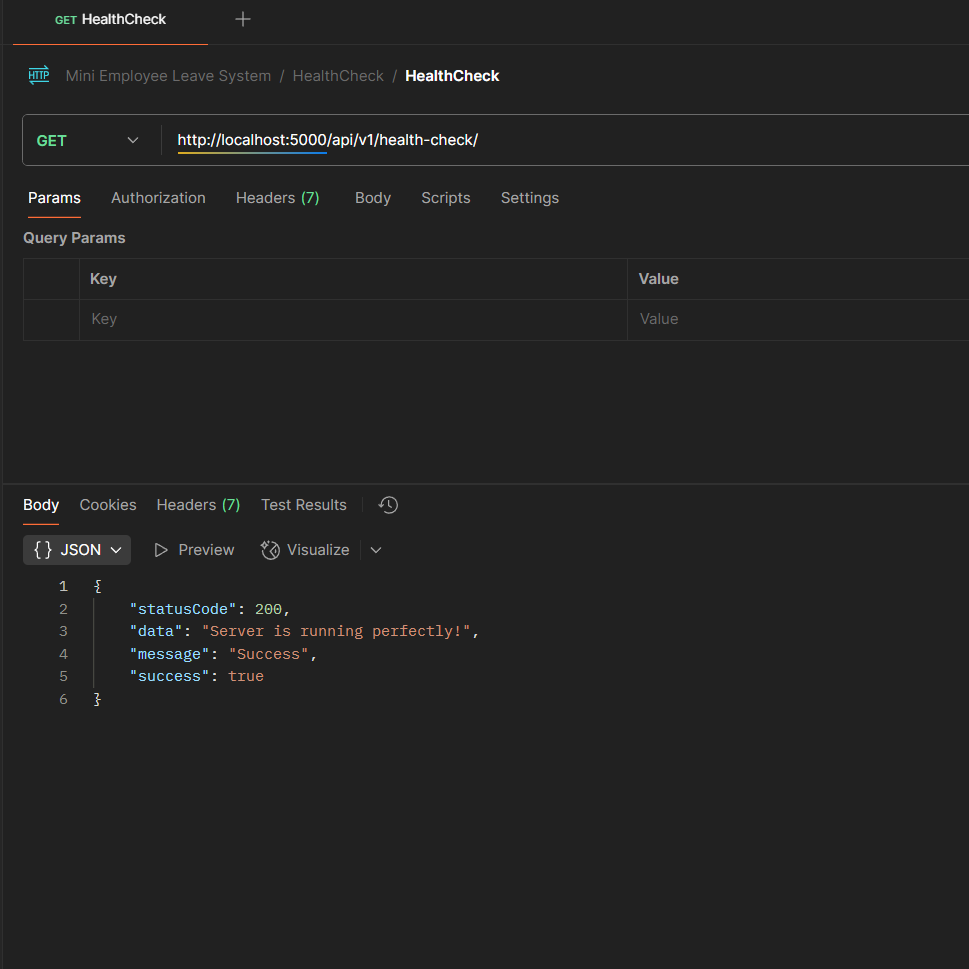 GET HealthCheck
HTTP Mini Employee Leave System / HealthCheck / HealthCheck
GET http://localhost:5000/api/v1/health-check/
Params Authorization Headers (7) Body Scripts Settings
Query Params
Key Value
Key Value
Body Cookies Headers (7) Test Results
{} JSON Preview Visualize
1 {
2 "statusCode": 200,
3 "data": "Server is running perfectly!",
4 "message": "Success",
5 "success": true
6 }